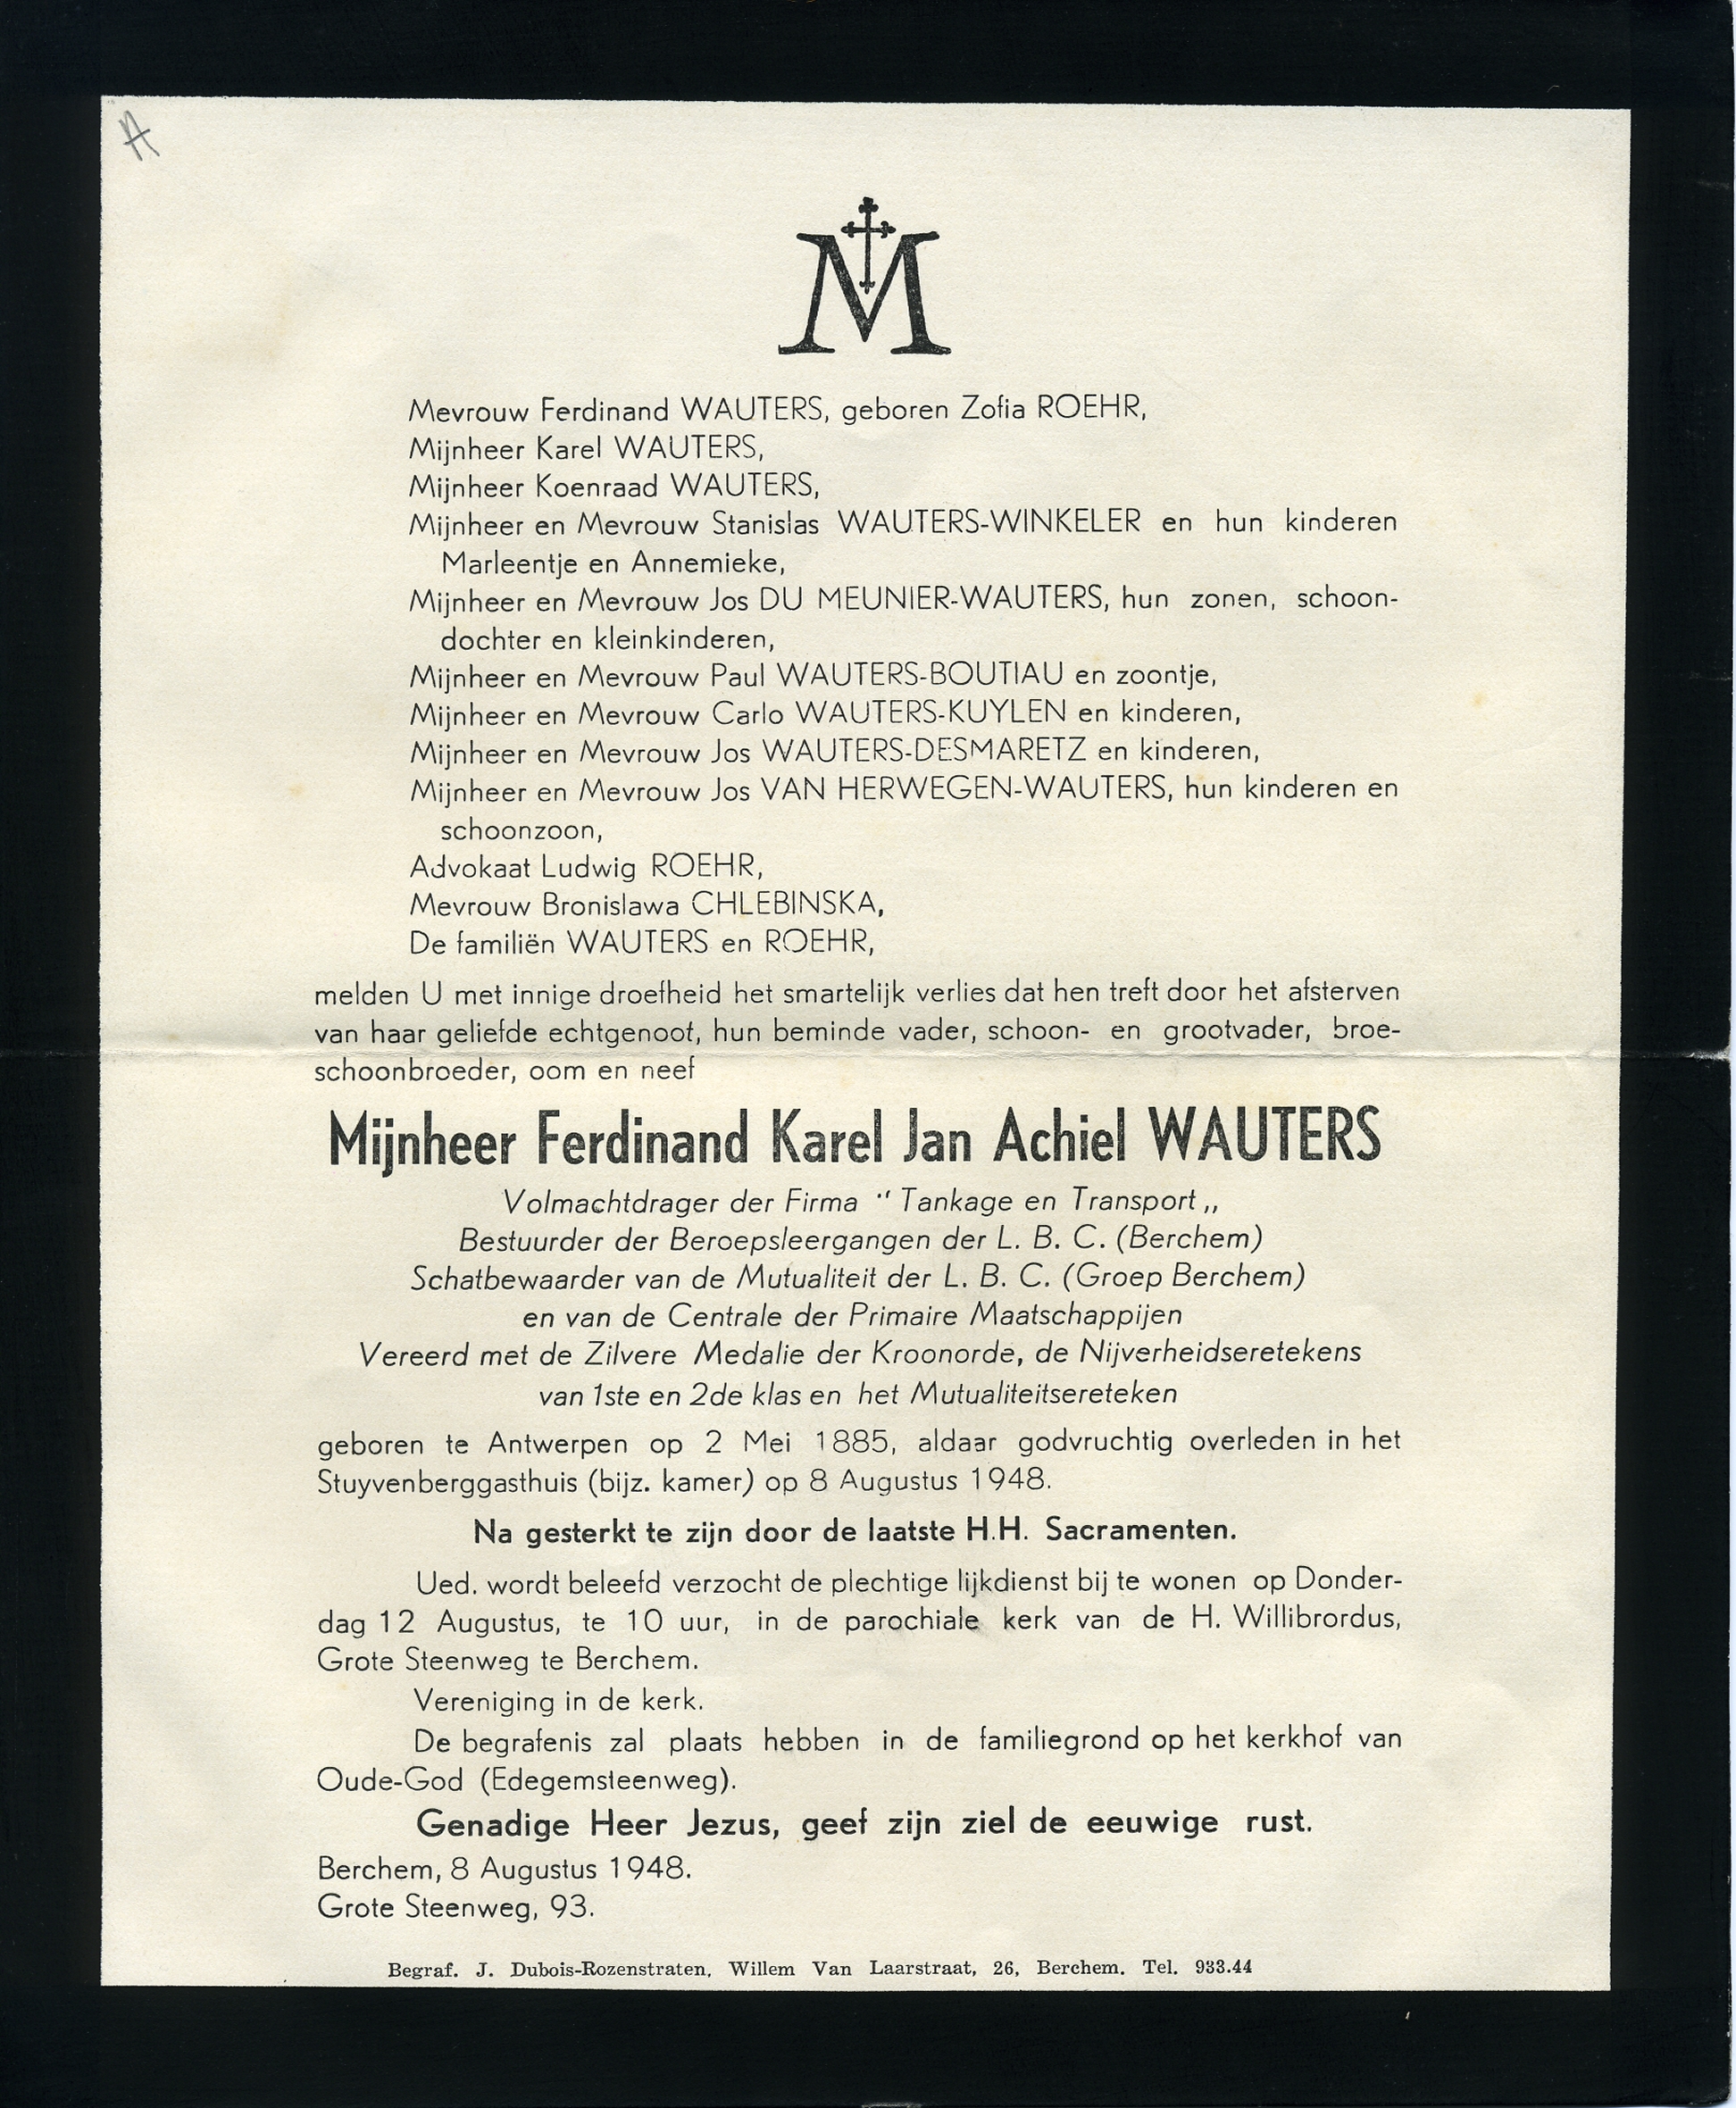 A
M
Mevrouw Ferdinand WAUTERS, geboren Zofia ROEHR,
Mijnheer Karel WAUTERS,
Mijnheer Koenraad WAUTERS,
Mijnheer en Mevrouw Stanislas WAUTERS-WINKELER en hun kinderen
Marleentje en Annemieke,
Mijnheer en Mevrouw Jos DU MEUNIER-WAUTERS, hun zonen, schoon-
dochter en kleinkinderen,
Mijnheer en Mevrouw Paul WAUTERS-BOUTIAU en zoontje,
Mijnheer en Mevrouw Carlo WAUTERS-KUYLEN en kinderen,
Mijnheer en Mevrouw Jos WAUTERS-DESMARETZ en kinderen,
Mijnheer en Mevrouw Jos VAN HERWEGEN-WAUTERS, hun kinderen en
schoonzoon,
Advokaat Ludwig ROEHR,
Mevrouw Bronislawa CHLEBINSKA,
De familiën WAUTERS en ROEHR,
melden U met innige droefheid het smartelijk verlies dat hen treft door het afsterven
van haar geliefde echtgenoot, hun beminde vader, schoon- en grootvader, broe-
schoonbroeder, oom en neef
Mijnheer Ferdinand Karel Jan Achiel WAUTERS
Volmachtdrager der Firma " Tankage en Transport „
Bestuurder der Beroepsleergangen der L. B. C. (Berchem)
Schatbewaarder van de Mutualiteit der L. B. C. (Groep Berchem)
en van de Centrale der Primaire Maatschappijen
Vereerd met de Zilvere Medalie der Kroonorde, de Nijverheidseretekens
van 1ste en 2de klas en het Mutualiteitsereteken
geboren te Antwerpen op 2 Mei 1885, aldaar godvruchtig overleden in het
Stuyvenberggasthuis (bijz. kamer) op 8 Augustus 1948.
Na gesterkt te zijn door de laatste H.H. Sacramenten.
Ued. wordt beleefd verzocht de plechtige lijkdienst bij te wonen op Donder-
dag 12 Augustus, te 10 uur, in de parochiale kerk van de H. Willibrordus,
Grote Steenweg te Berchem.
Vereniging in de kerk.
De begrafenis zal plaats hebben in de familiegrond op het kerkhof van
Oude-God (Edegemsteenweg).
Genadige Heer Jezus, geef zijn ziel de eeuwige rust.
Berchem, 8 Augustus 1948.
Grote Steenweg, 93.
Begraf. J. Dubois-Rozenstraten, Willem Van Laarstraat, 26, Berchem. Tel. 933.44